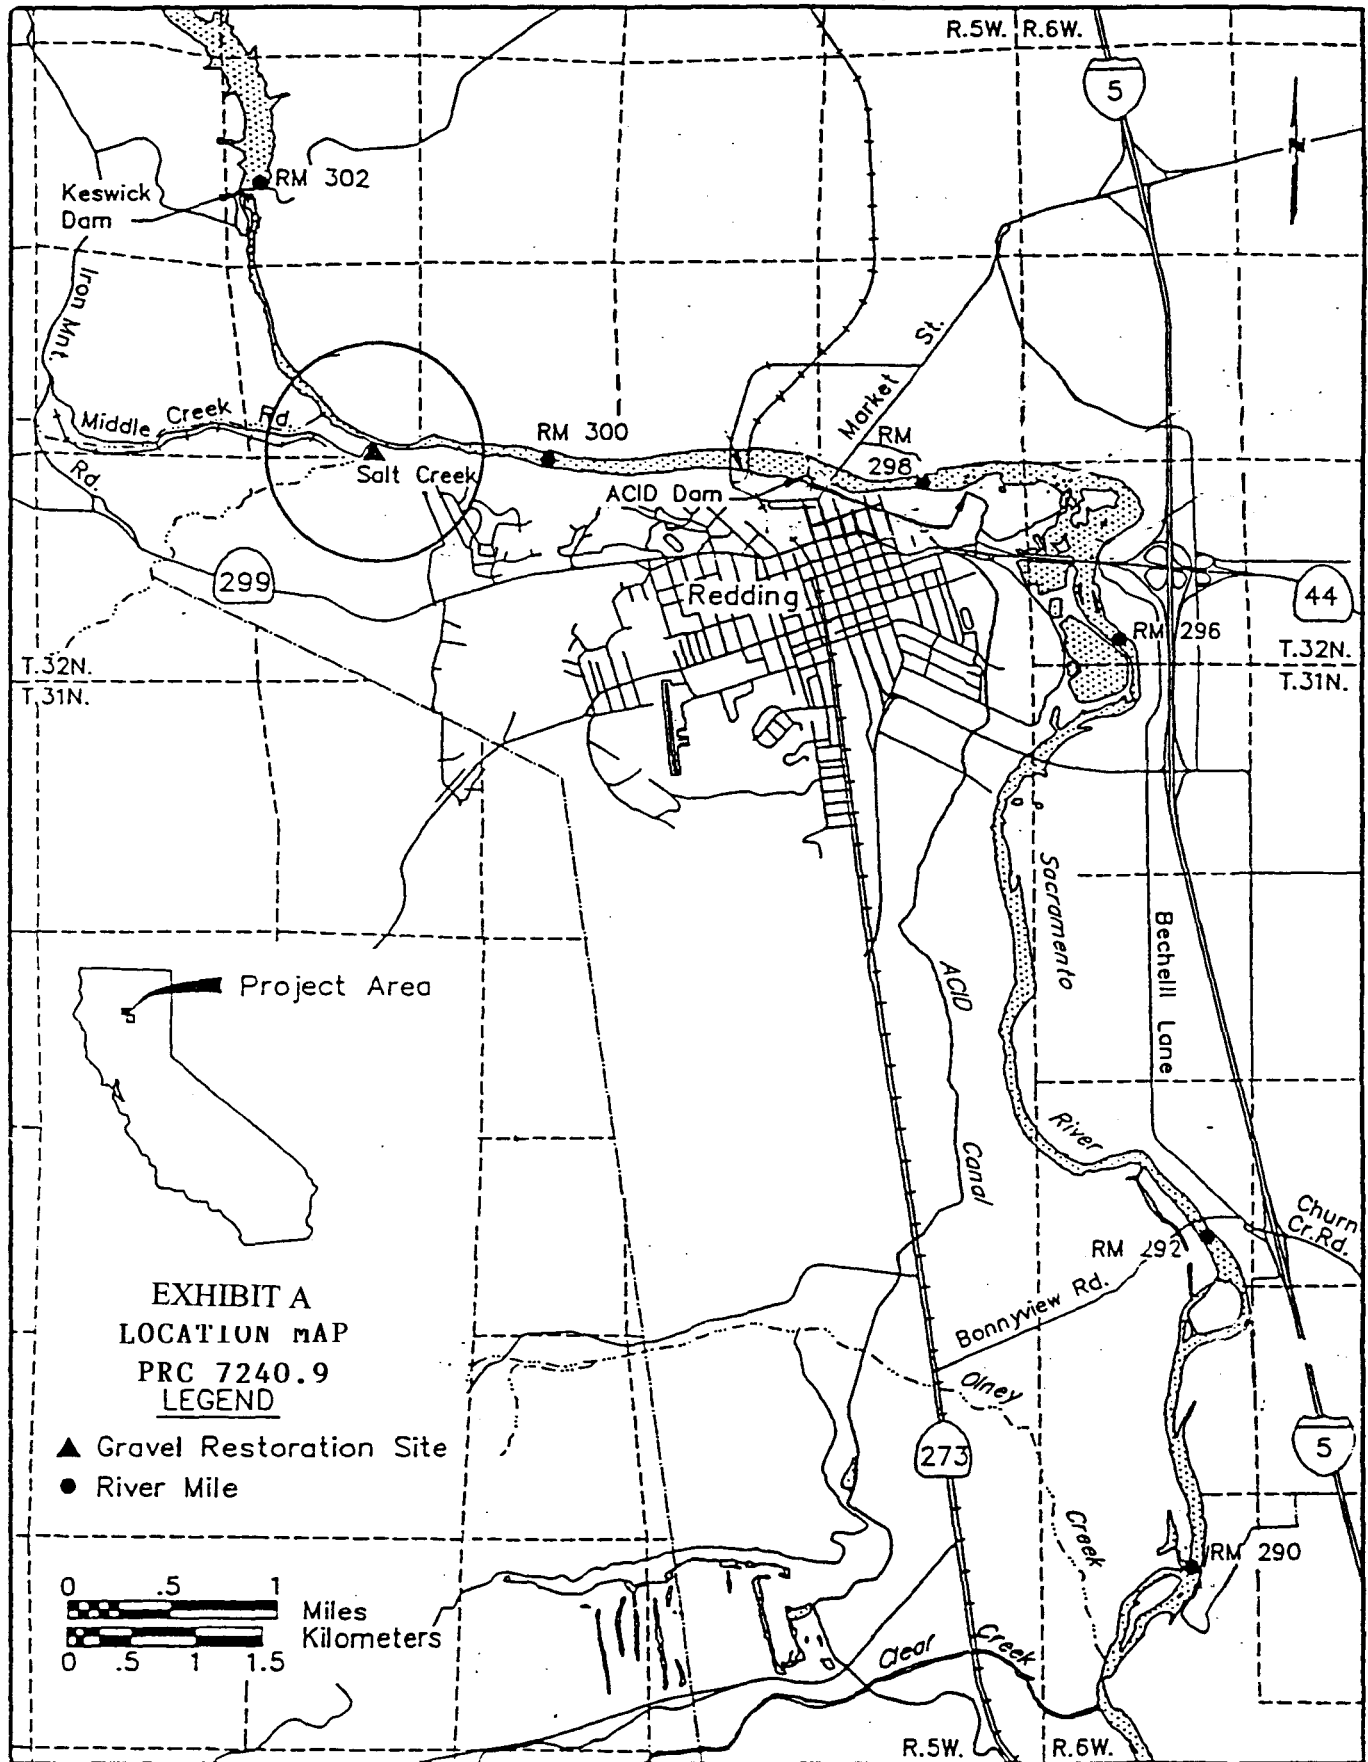 R.5W. R.6W.
5
N
RM 302
Keswick
Dam
Iron Mnt.
Market St.
Middle Creek Rd.
RM 300
RM
298
Rd.
Salt Creek
ACID Dam
299
Redding
44
RM 296
T.32N.
T.31N.
T.32N.
T.31N.
Sacramento
Bechelli Lane
ACID
Project Area
River
Canal
Churn
Cr. Rd.
RM 292
Bonnyview Rd.
EXHIBIT A
LOCATION MAP
PRC 7240.9
LEGEND
Olney
Gravel Restoration Site
River Mile
273
5
Creek
RM 290
0 .5 1
Miles
Kilometers
0 .5 1 1.5
Clear Creek
R.5W. R.6W.